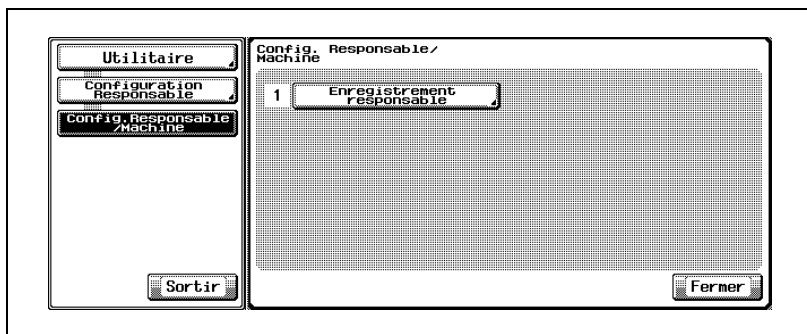 Utilitaire
Configuration
Responsable
Config.Responsable
/Machine
Sortir
Config. Responsable/
Machine
1
Enregistrement
responsable
Fermer